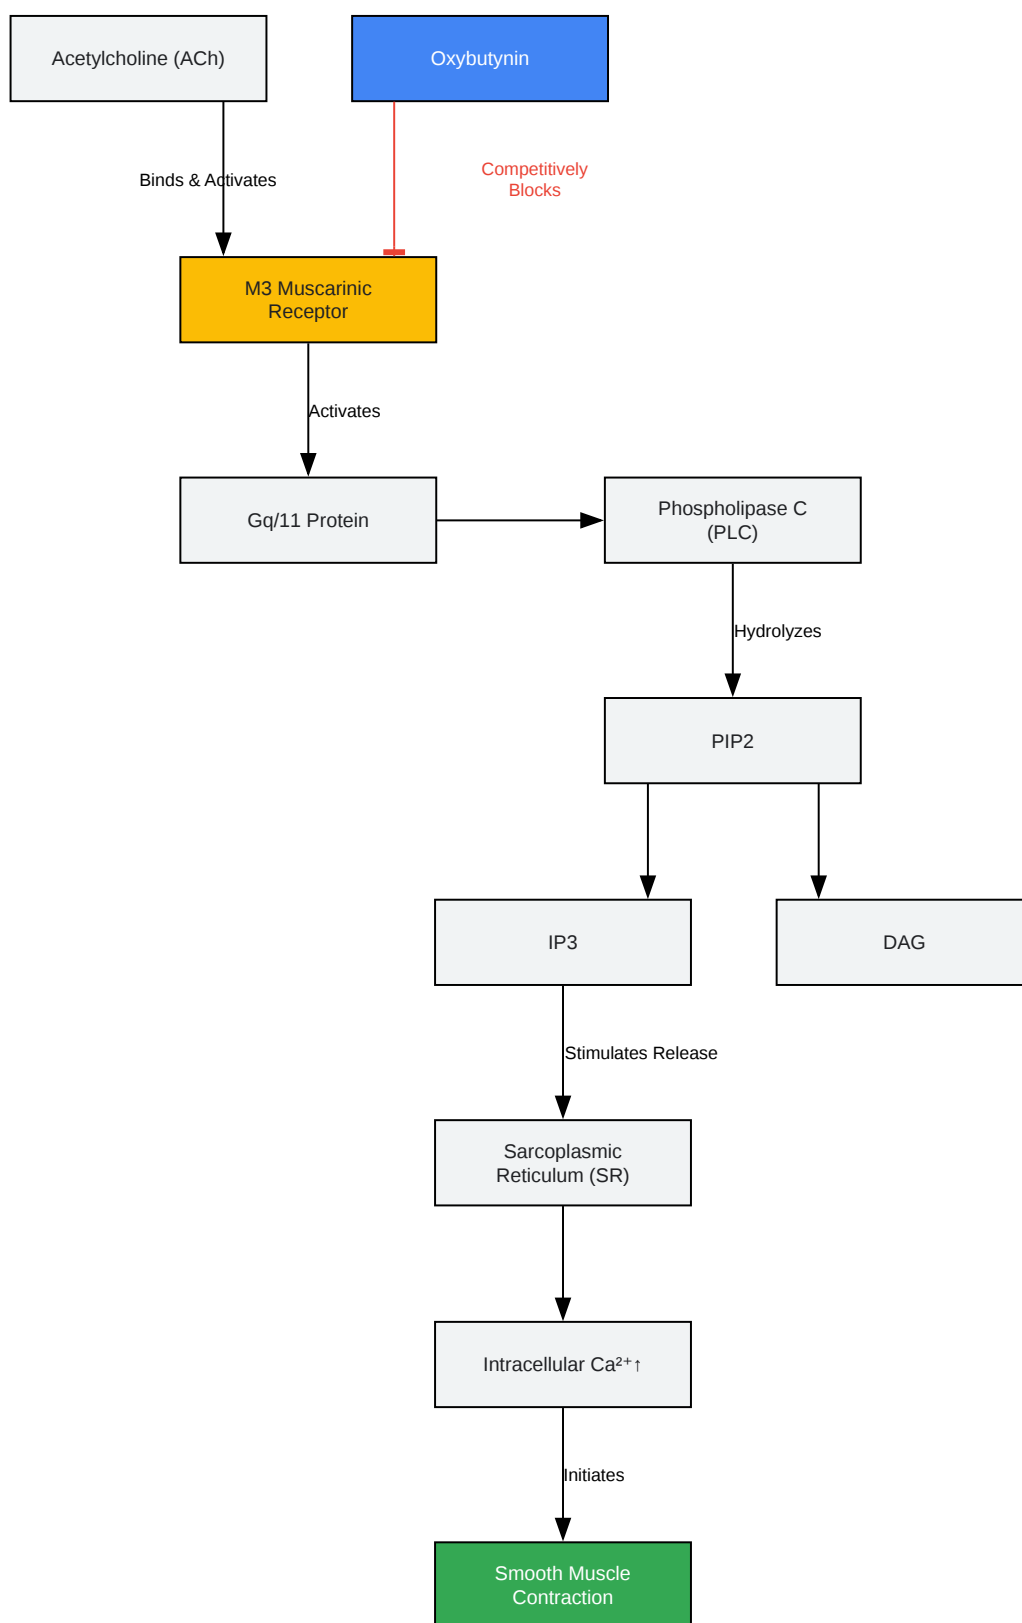 Acetylcholine (ACh)
Oxybutynin
Binds & Activates
Competitively
Blocks
M3 Muscarinic
Receptor
Activates
Gq/11 Protein
Phospholipase C
(PLC)
Hydrolyzes
PIP2
IP3
DAG
Stimulates Release
Sarcoplasmic
Reticulum (SR)
Intracellular Ca²⁺↑
Initiates
Smooth Muscle
Contraction